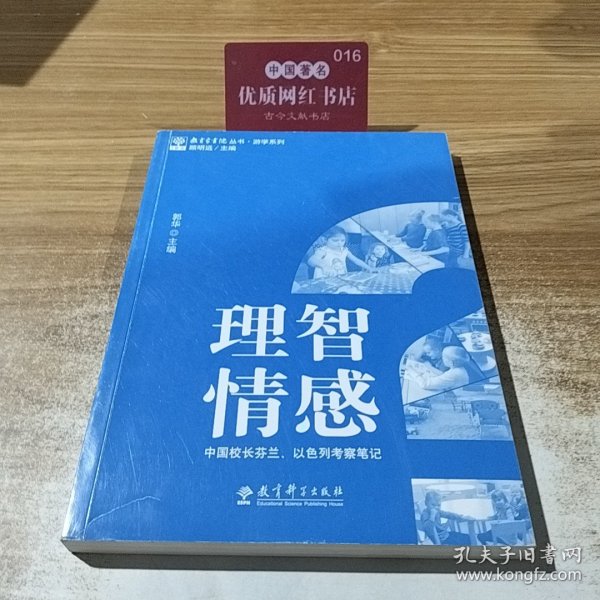 016
中国著名
优质网红书店
古今文献书店
教育家书院丛书·游学系列
顾明远/主编
郭华◎主编
理智
情感
中国校长芬兰、以色列考察笔记
教育科学出版社
ESPH
Educational Science Publishing House
孔夫子旧书网
www.kongfz.com